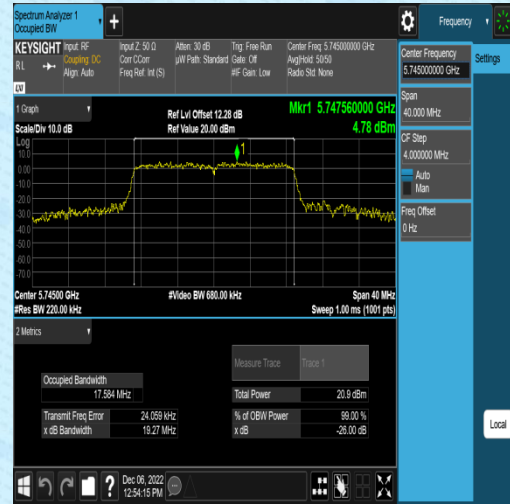 Spectrum Analyzer 1
Occupied BW
+
Frequency
KEYSIGHT
RL
Input: RF
Coupling: DC
Align: Auto
Input Z: 50 Ω
Corr CCorr
Freq Ref: Int (S)
Atten: 30 dB
µW Path: Standard
Trig: Free Run
Gate: Off
#IF Gain: Low
Center Freq: 5.745000000 GHz
Avg|Hold: 50/50
Radio Std: None
LXI
1 Graph
Scale/Div 10.0 dB
Ref Lvl Offset 12.28 dB
Ref Value 20.00 dBm
Mkr1 5.747560000 GHz
4.78 dBm
Log
10.0
0.00
-10.0
-20.0
-30.0
-40.0
-50.0
-60.0
-70.0
1
Center 5.74500 GHz
#Res BW 220.00 kHz
#Video BW 680.00 kHz
Span 40 MHz
Sweep 1.00 ms (1001 pts)
2 Metrics
Measure Trace
Trace 1
Occupied Bandwidth
17.584 MHz
Total Power
20.9 dBm
Transmit Freq Error
24.059 kHz
% of OBW Power
99.00 %
x dB Bandwidth
19.27 MHz
x dB
-26.00 dB
?
Dec 06, 2022
12:54:15 PM
Center Frequency
5.745000000 GHz
Settings
Span
40.000 MHz
CF Step
4.000000 MHz
Auto
Man
Freq Offset
0 Hz
Local